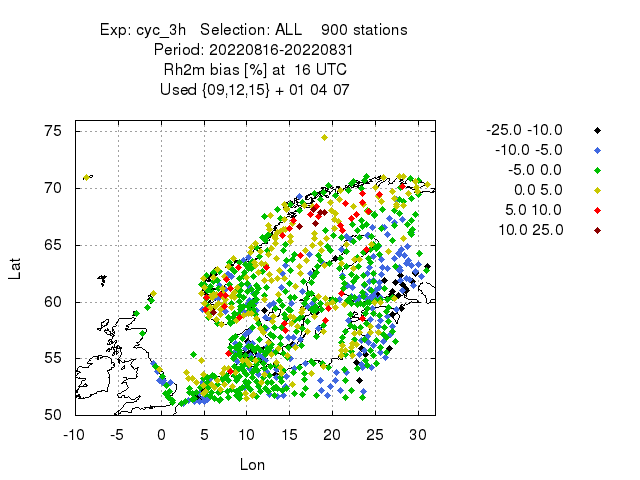 Exp: cyc_3h   Selection: ALL    900 stations
Period: 20220816-20220831
Rh2m bias [%] at  16 UTC
Used {09,12,15} + 01 04 07
-25.0 -10.0
-10.0 -5.0
-5.0 0.0
0.0 5.0
5.0 10.0
10.0 25.0
75
70
65
60
55
50
Lat
-10 -5 0 5 10 15 20 25 30
Lon